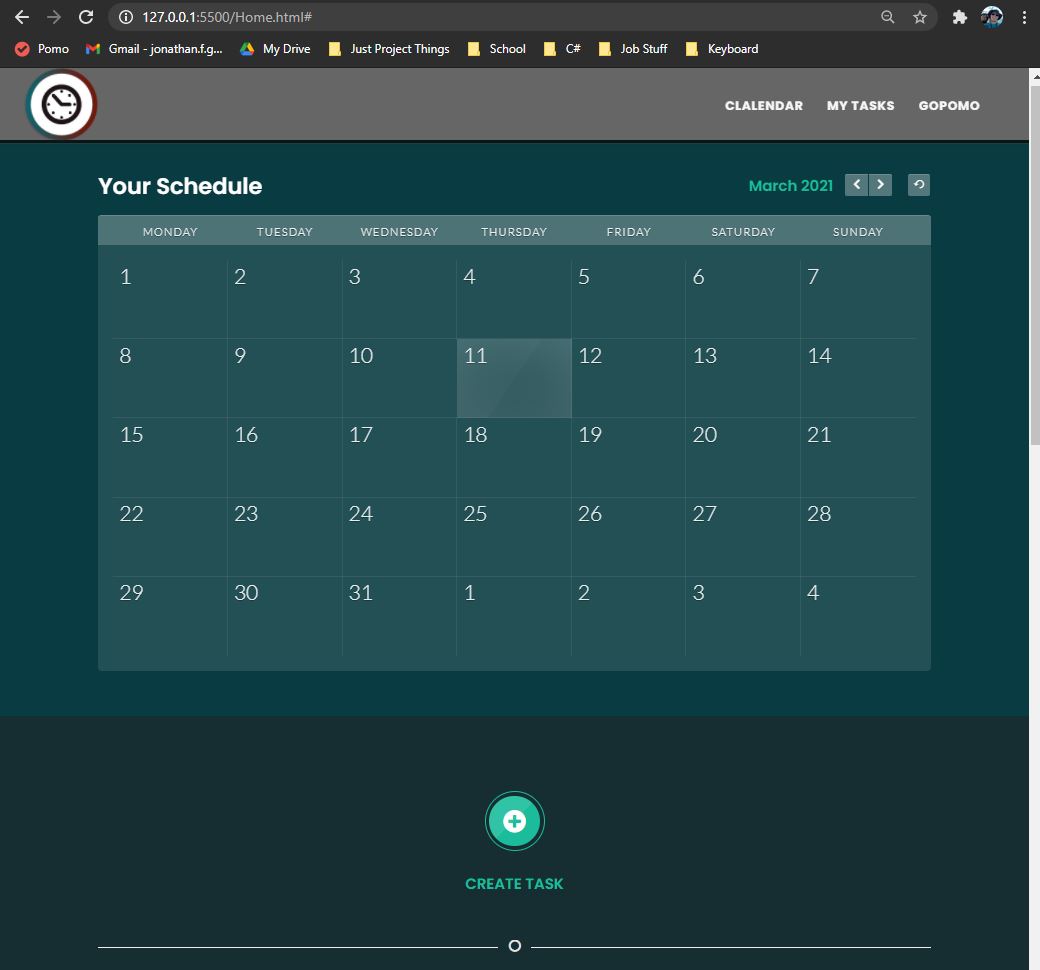 127.0.0.1:5500/Home.html#
Pomo Gmail - jonathan.f.g... My Drive Just Project Things School C# Job Stuff Keyboard
CLALENDAR MY TASKS GOPOMO
Your Schedule March 2021
MONDAY TUESDAY WEDNESDAY THURSDAY FRIDAY SATURDAY SUNDAY
1 2 3 4 5 6 7
8 9 10 11 12 13 14
15 16 17 18 19 20 21
22 23 24 25 26 27 28
29 30 31 1 2 3 4
CREATE TASK